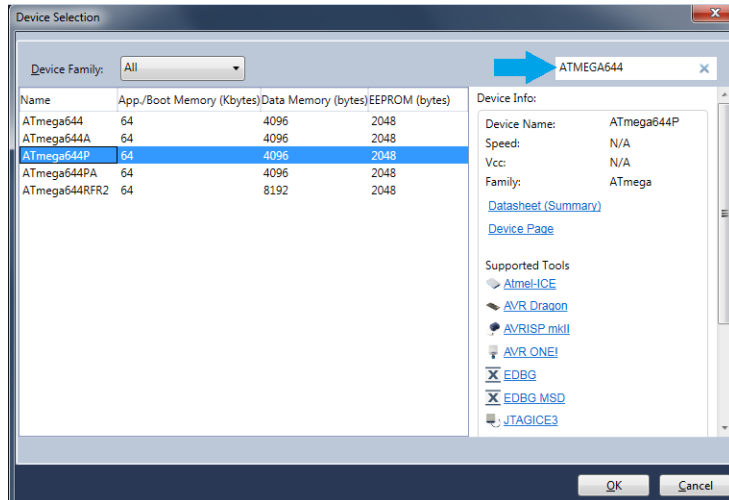 Device Selection
Device Family: All ATMEGA644
Name App./Boot Memory (Kbytes) Data Memory (bytes) EEPROM (bytes)
ATmega644 64 4096 2048
ATmega644A 64 4096 2048
ATmega644P 64 4096 2048
ATmega644PA 64 4096 2048
ATmega644RFR2 64 8192 2048
Device Info:
Device Name: ATmega644P
Speed: N/A
Vcc: N/A
Family: ATmega
Datasheet (Summary)
Device Page
Supported Tools
Atmel-ICE
AVR Dragon
AVRISP mkII
AVR ONE!
EDBG
EDBG MSD
JTAGICE3
OK Cancel